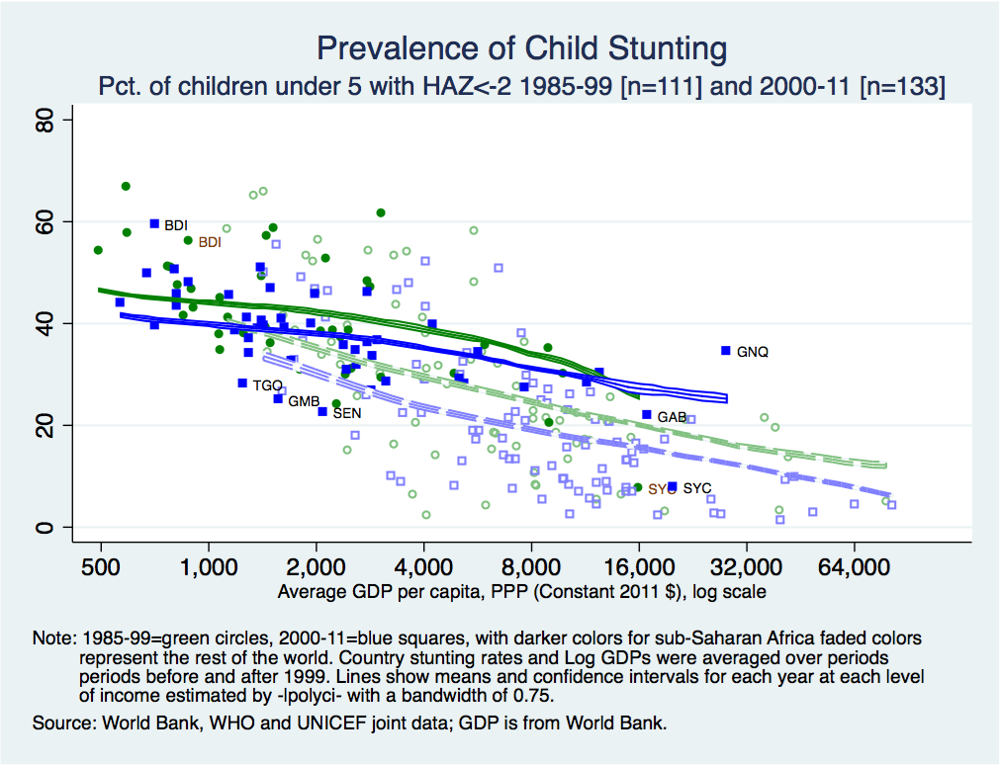 Prevalence of Child Stunting
Pct. of children under 5 with HAZ<-2 1985-99 [n=111] and 2000-11 [n=133]
80
60
40
20
0
BDI
BDI
GNQ
TGO
GMB
SEN
GAB
SYC
SYC
500 1,000 2,000 4,000 8,000 16,000 32,000 64,000
Average GDP per capita, PPP (Constant 2011 $), log scale
Note: 1985-99=green circles, 2000-11=blue squares, with darker colors for sub-Saharan Africa faded colors
represent the rest of the world. Country stunting rates and Log GDPs were averaged over periods
periods before and after 1999. Lines show means and confidence intervals for each year at each level
of income estimated by -lpolyci- with a bandwidth of 0.75.
Source: World Bank, WHO and UNICEF joint data; GDP is from World Bank.